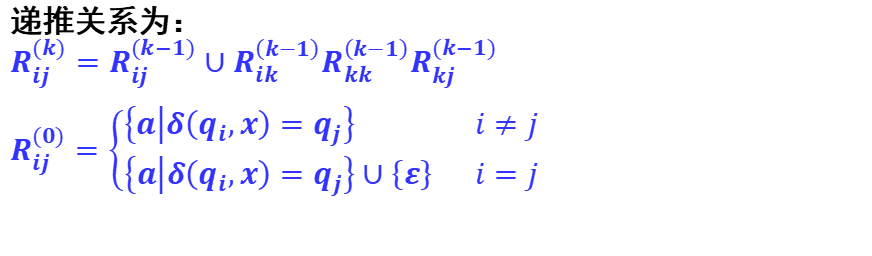 递推关系为：
R_{ij}^{(k)} = R_{ij}^{(k-1)} ∪ R_{ik}^{(k-1)} R_{kk}^{(k-1)} R_{kj}^{(k-1)}
R_{ij}^{(0)} = { {a|δ(q_i, x) = q_j} i ≠ j
{a|δ(q_i, x) = q_j} ∪ {ε} i = j